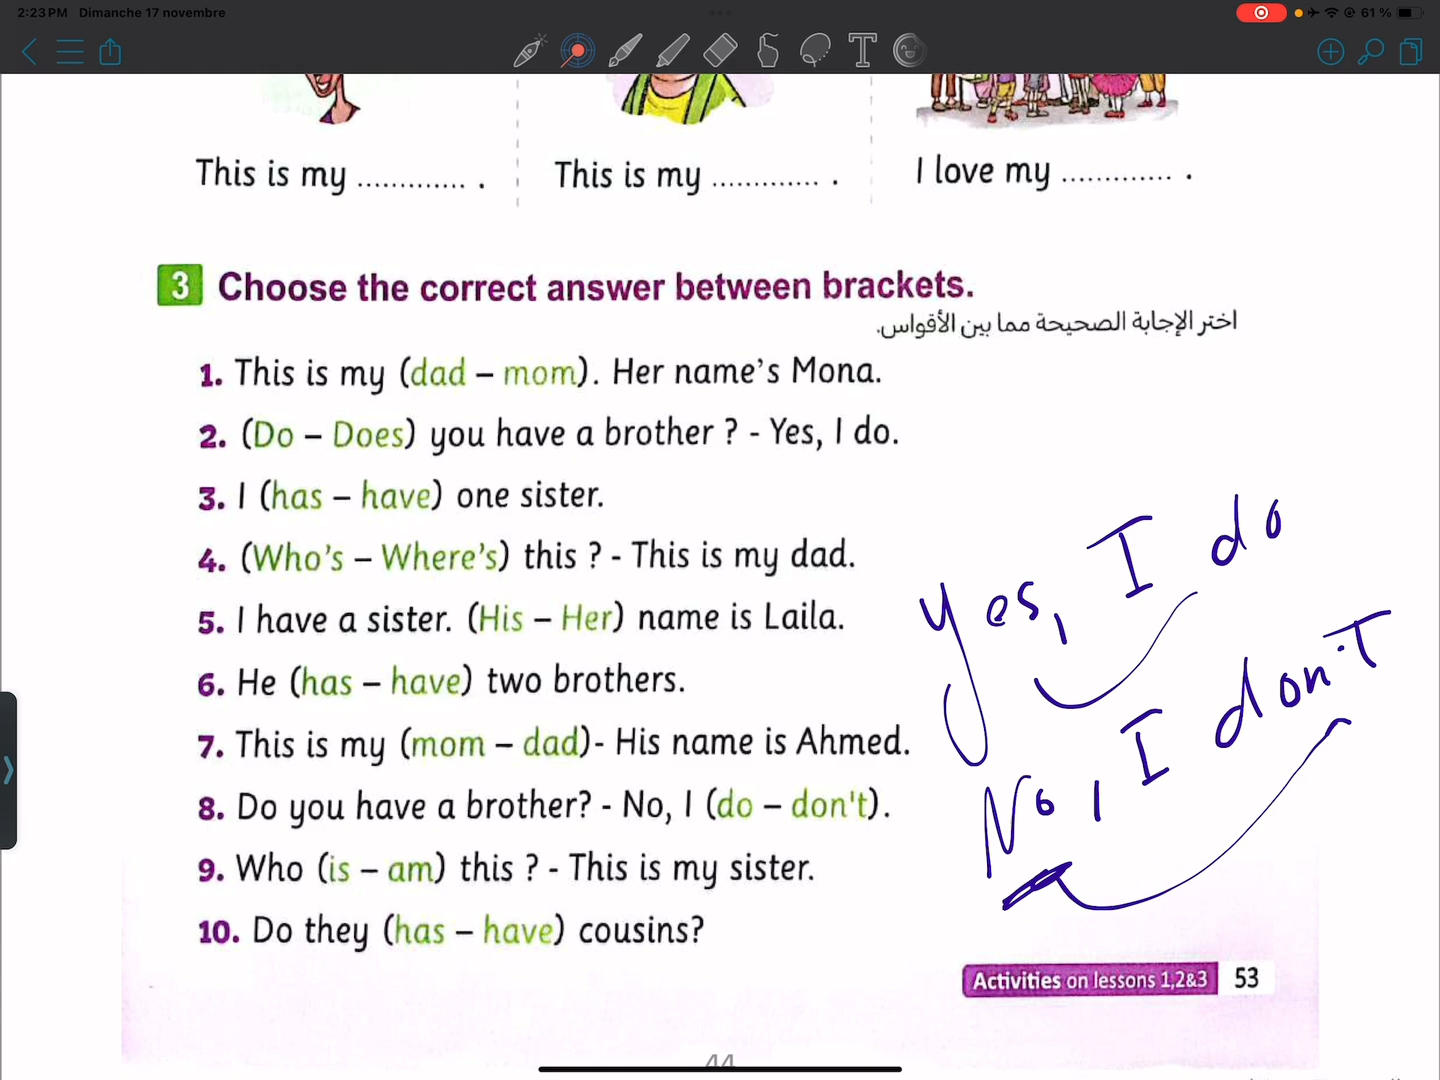 2:23 PM Dimanche 17 novembre
61 %
This is my ............. .
This is my ............. .
I love my ............. .
3 Choose the correct answer between brackets.
اختر الإجابة الصحيحة مما بين الأقواس.
1. This is my (dad – mom). Her name's Mona.
2. (Do – Does) you have a brother ? - Yes, I do.
3. I (has – have) one sister.
4. (Who's – Where's) this ? - This is my dad.
5. I have a sister. (His – Her) name is Laila.
6. He (has – have) two brothers.
7. This is my (mom – dad)- His name is Ahmed.
8. Do you have a brother? - No, I (do – don't).
9. Who (is – am) this ? - This is my sister.
10. Do they (has – have) cousins?
Yes, I do
No, I don't
Activities on lessons 1,2&3 53
44